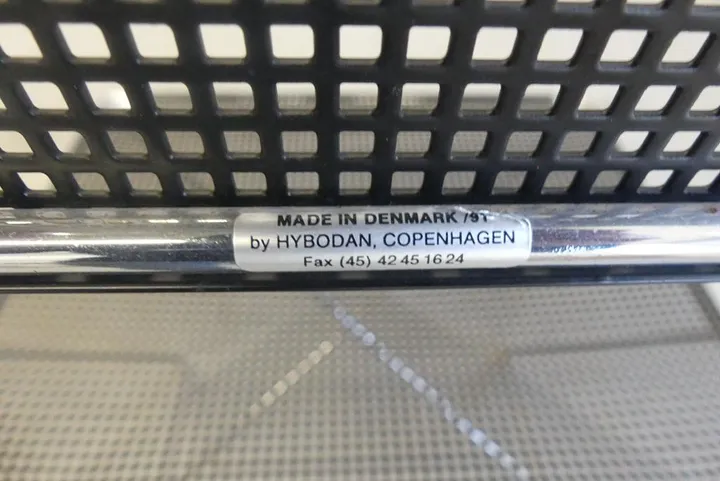 MADE IN DENMARK /91
by HYBODAN, COPENHAGEN
Fax (45) 42 45 16 24